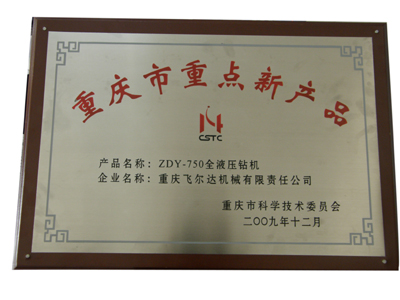 重庆市重点新产品
CSTC
产品名称：ZDY-750全液压钻机
企业名称：重庆飞尔达机械有限责任公司
重庆市科学技术委员会
二〇〇九年十二月